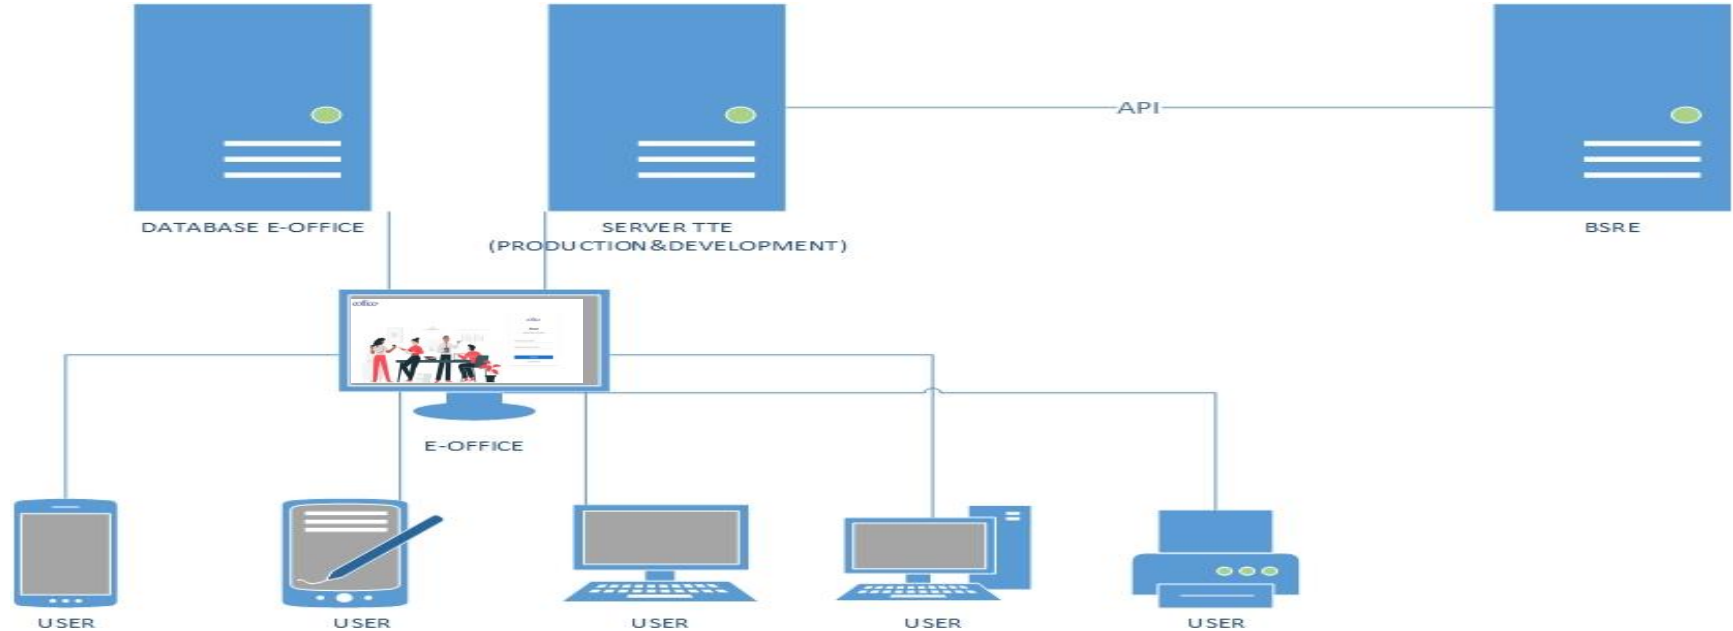 API
DATABASE E-OFFICE
SERVER TTE
(PRODUCTION&DEVELOPMENT)
BSRE
E-OFFICE
USER
USER
USER
USER
USER